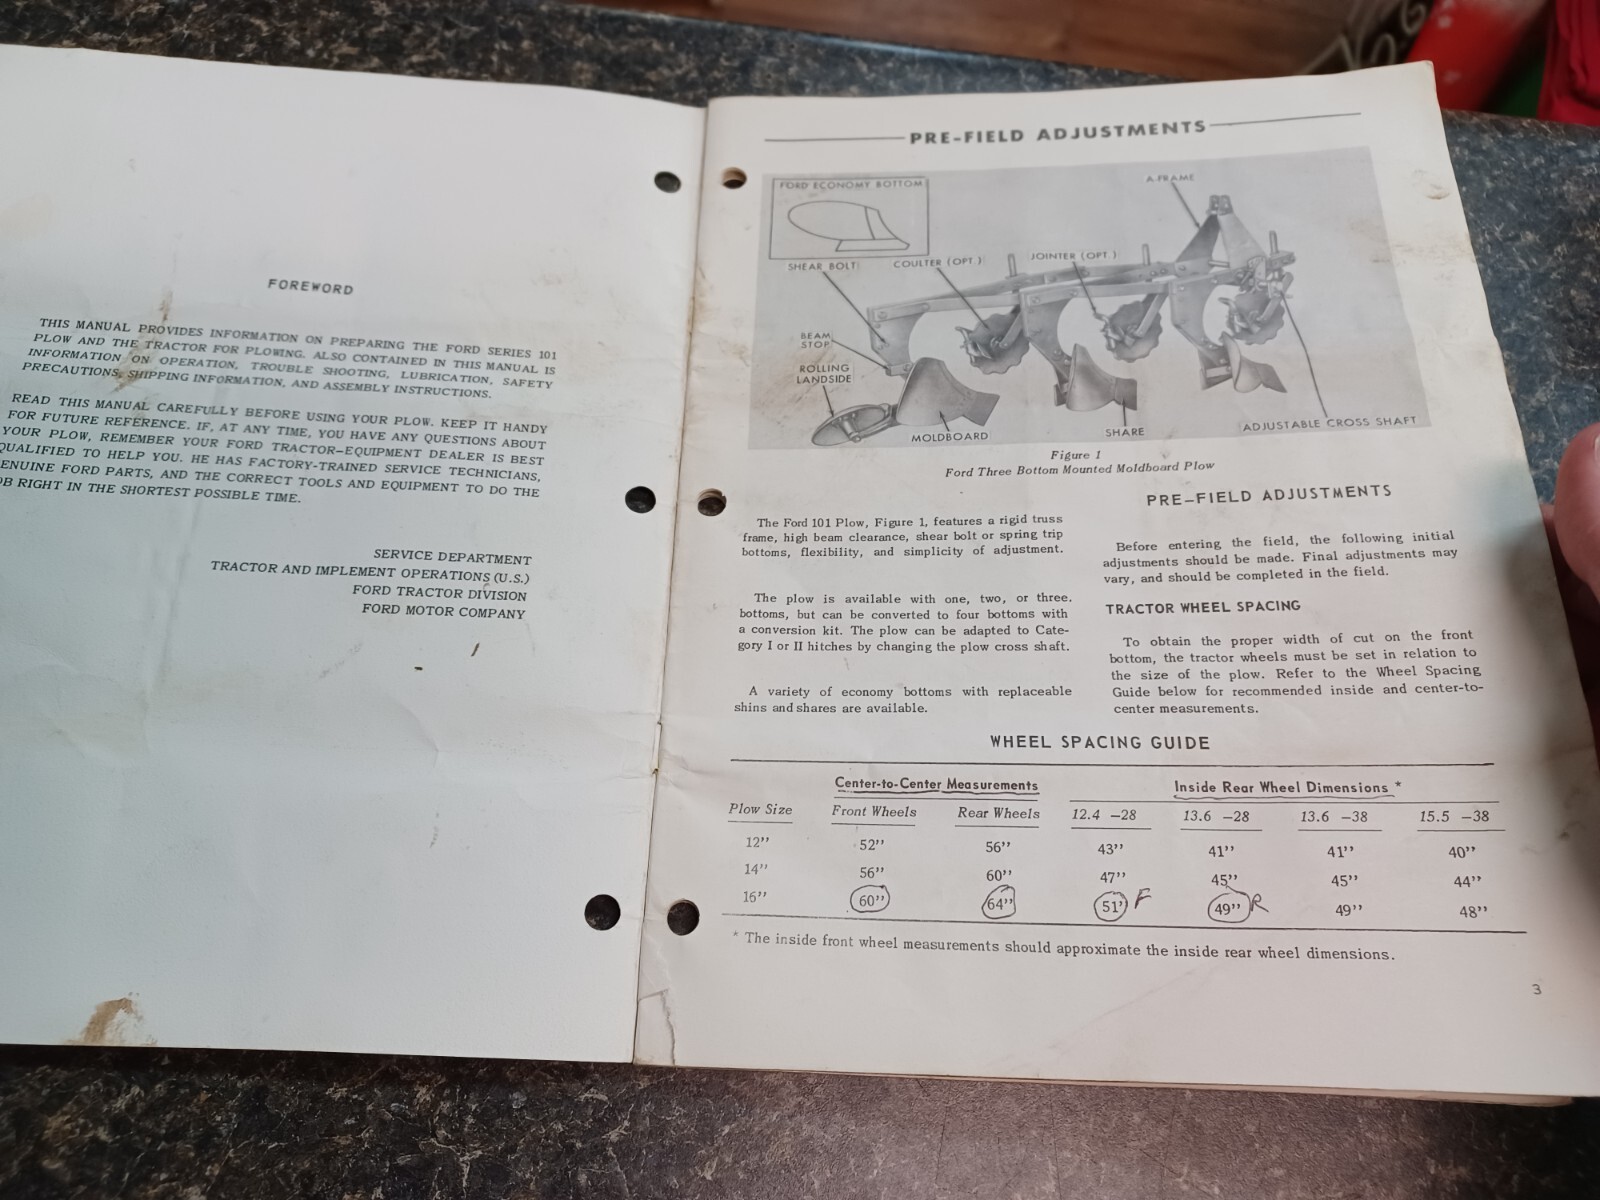 FOREWORD
THIS MANUAL PROVIDES INFORMATION ON PREPARING THE FORD SERIES 101
PLOW AND THE TRACTOR FOR PLOWING. ALSO CONTAINED IN THIS MANUAL IS
INFORMATION ON OPERATION, TROUBLE SHOOTING, LUBRICATION, SAFETY
PRECAUTIONS, SHIPPING INFORMATION, AND ASSEMBLY INSTRUCTIONS.
READ THIS MANUAL CAREFULLY BEFORE USING YOUR PLOW. KEEP IT HANDY
FOR FUTURE REFERENCE. IF, AT ANY TIME, YOU HAVE ANY QUESTIONS ABOUT
YOUR PLOW, REMEMBER YOUR FORD TRACTOR-EQUIPMENT DEALER IS BEST
QUALIFIED TO HELP YOU. HE HAS FACTORY-TRAINED SERVICE TECHNICIANS,
ENUINE FORD PARTS, AND THE CORRECT TOOLS AND EQUIPMENT TO DO THE
OB RIGHT IN THE SHORTEST POSSIBLE TIME.
SERVICE DEPARTMENT
TRACTOR AND IMPLEMENT OPERATIONS (U.S.)
FORD TRACTOR DIVISION
FORD MOTOR COMPANY
PRE-FIELD ADJUSTMENTS
FORD ECONOMY BOTTOM
A-FRAME
SHEAR BOLT
COULTER (OPT.)
JOINTER (OPT.)
BEAM
STOP
ROLLING
LANDSIDE
MOLDBOARD
SHARE
ADJUSTABLE CROSS SHAFT
Figure 1
Ford Three Bottom Mounted Moldboard Plow
The Ford 101 Plow, Figure 1, features a rigid truss
frame, high beam clearance, shear bolt or spring trip
bottoms, flexibility, and simplicity of adjustment.
The plow is available with one, two, or three
bottoms, but can be converted to four bottoms with
a conversion kit. The plow can be adapted to Cate-
gory I or II hitches by changing the plow cross shaft.
A variety of economy bottoms with replaceable
shins and shares are available.
PRE-FIELD ADJUSTMENTS
Before entering the field, the following initial
adjustments should be made. Final adjustments may
vary, and should be completed in the field.
TRACTOR WHEEL SPACING
To obtain the proper width of cut on the front
bottom, the tractor wheels must be set in relation to
the size of the plow. Refer to the Wheel Spacing
Guide below for recommended inside and center-to-
center measurements.
WHEEL SPACING GUIDE
Center-to-Center Measurements Inside Rear Wheel Dimensions *
Plow Size Front Wheels Rear Wheels 12.4 -28 13.6 -28 13.6 -38 15.5 -38
12" 52" 56" 43" 41" 41" 40"
14" 56" 60" 47" 45" 45" 44"
16" 60" 64" 51' F 49" R 49" 48"
* The inside front wheel measurements should approximate the inside rear wheel dimensions.
3